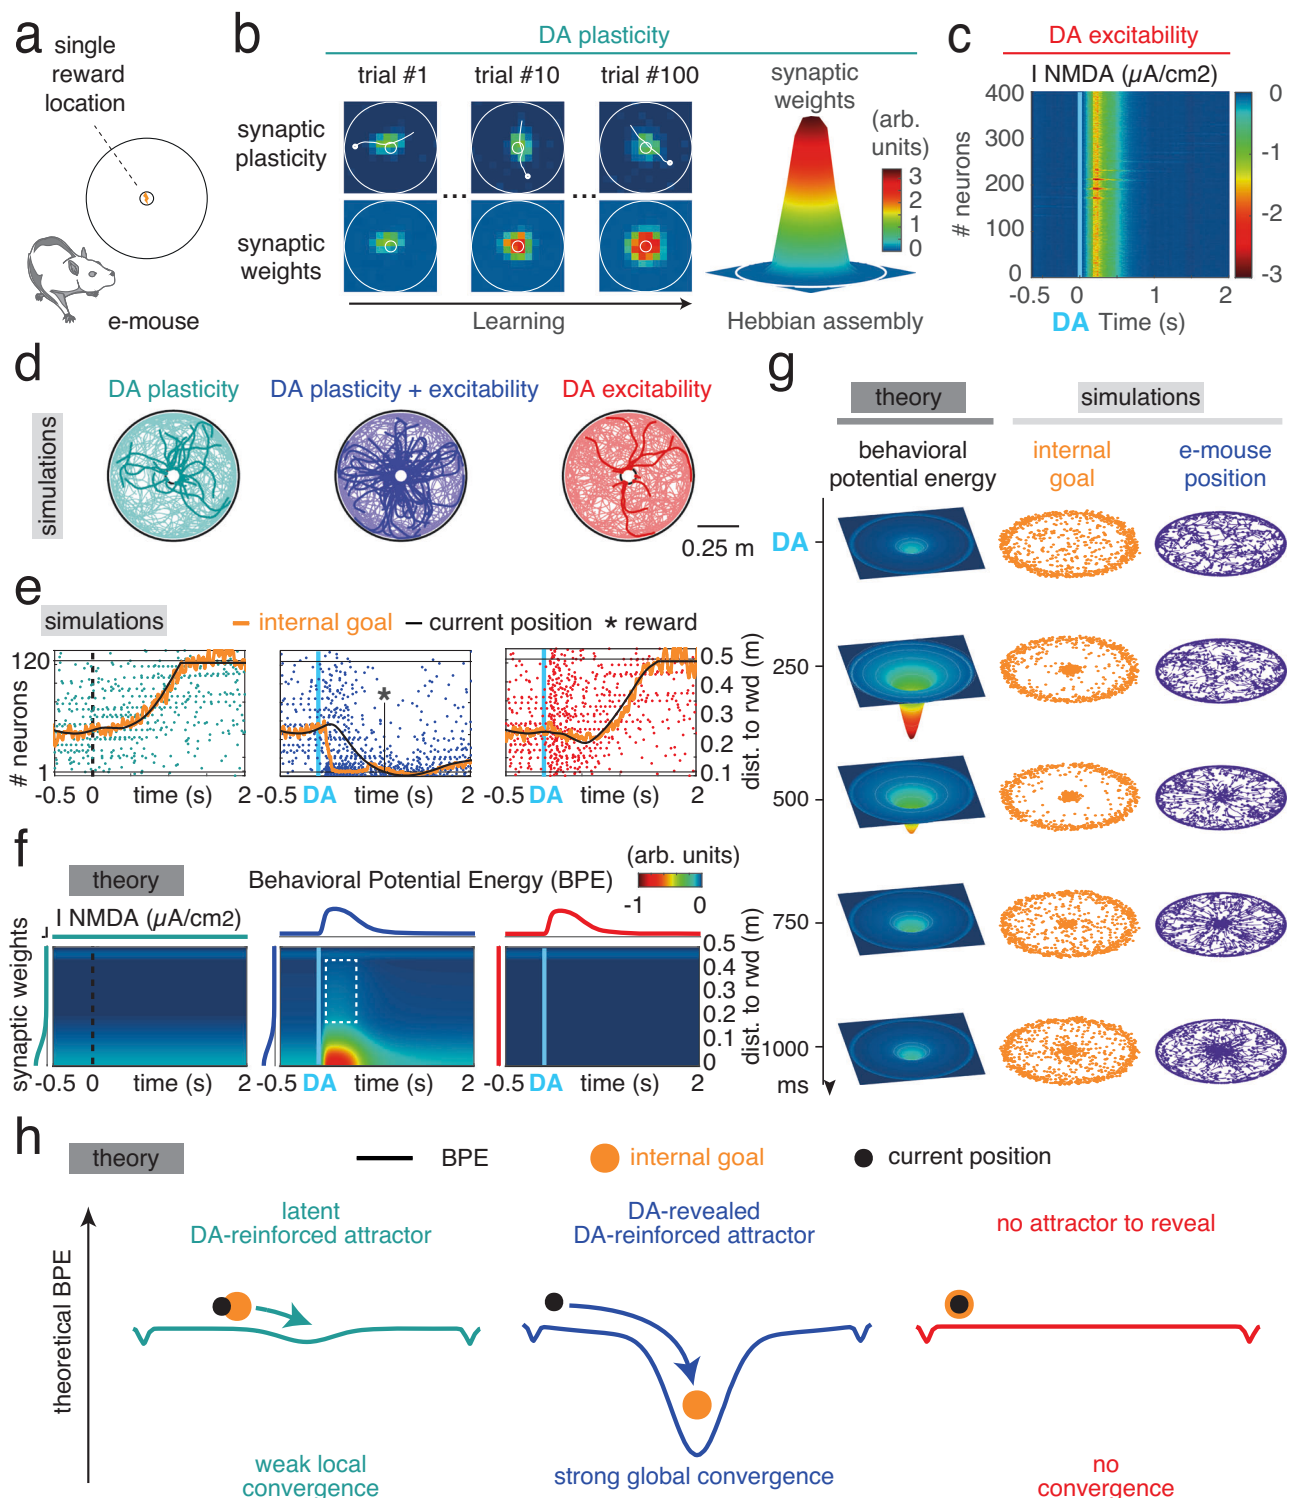 a
single
reward
location
e-mouse
b
DA plasticity
trial #1
trial #10
trial #100
synaptic
plasticity
...
...
synaptic
weights
Learning
synaptic
weights
(arb.
units)
3
2
1
0
Hebbian assembly
c
DA excitability
I NMDA (µA/cm2)
# neurons
400
300
200
100
0
0
-1
-2
-3
-0.5
0
1
2
DA Time (s)
d
simulations
DA plasticity
DA plasticity + excitability
DA excitability
0.25 m
e
simulations
internal goal
current position
* reward
# neurons
120
1
-0.5 0 time (s) 2
*
-0.5 DA time (s) 2
-0.5 DA time (s) 2
0.5
0.4
0.3
0.2
0.1
dist. to rwd (m)
f
theory
Behavioral Potential Energy (BPE)
(arb. units)
-1
0
I NMDA (µA/cm2)
synaptic weights
-0.5 0 time (s) 2
-0.5 DA time (s) 2
-0.5 DA time (s) 2
0.5
0.4
0.3
0.2
0.1
0
dist. to rwd (m)
g
theory
simulations
behavioral
potential energy
internal
goal
e-mouse
position
DA
250
500
750
1000
ms
h
theory
BPE
internal goal
current position
theoretical BPE
latent
DA-reinforced attractor
weak local
convergence
DA-revealed
DA-reinforced attractor
strong global convergence
no attractor to reveal
no
convergence